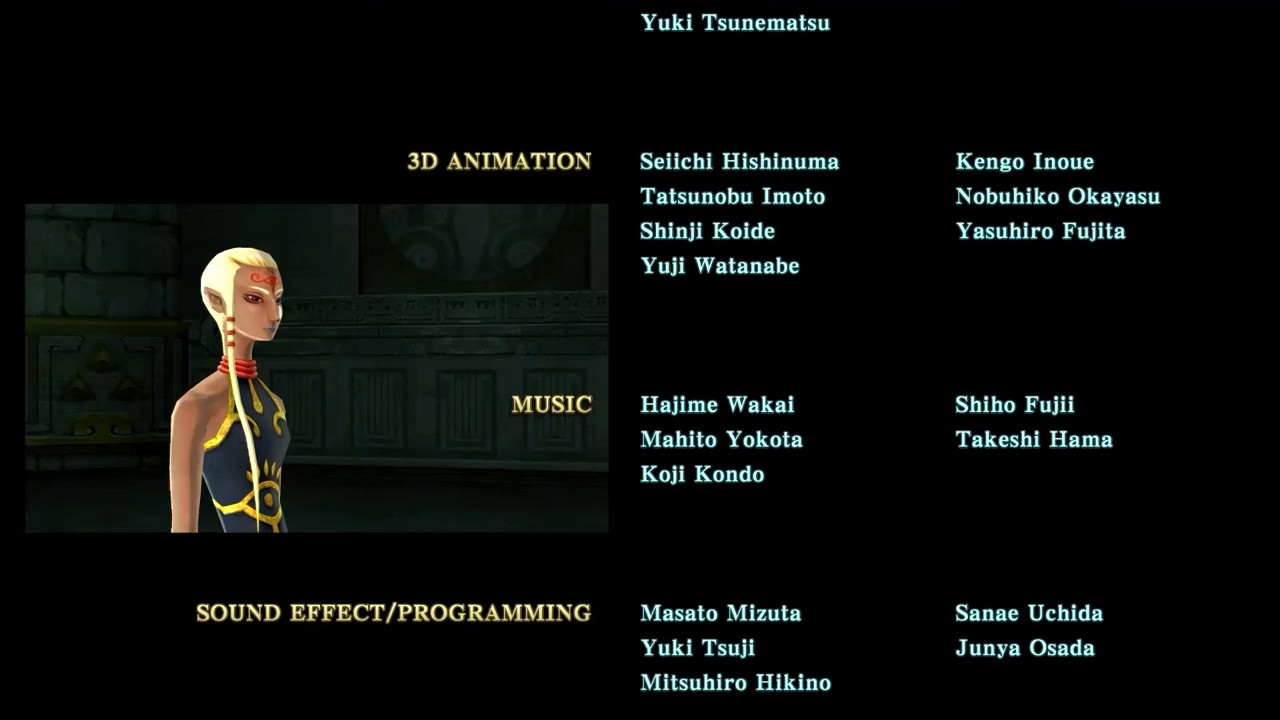 Yuki Tsunematsu
3D ANIMATION Seiichi Hishinuma Kengo Inoue
Tatsunobu Imoto Nobuhiko Okayasu
Shinji Koide Yasuhiro Fujita
Yuji Watanabe
MUSIC Hajime Wakai Shiho Fujii
Mahito Yokota Takeshi Hama
Koji Kondo
SOUND EFFECT/PROGRAMMING Masato Mizuta Sanae Uchida
Yuki Tsuji Junya Osada
Mitsuhiro Hikino